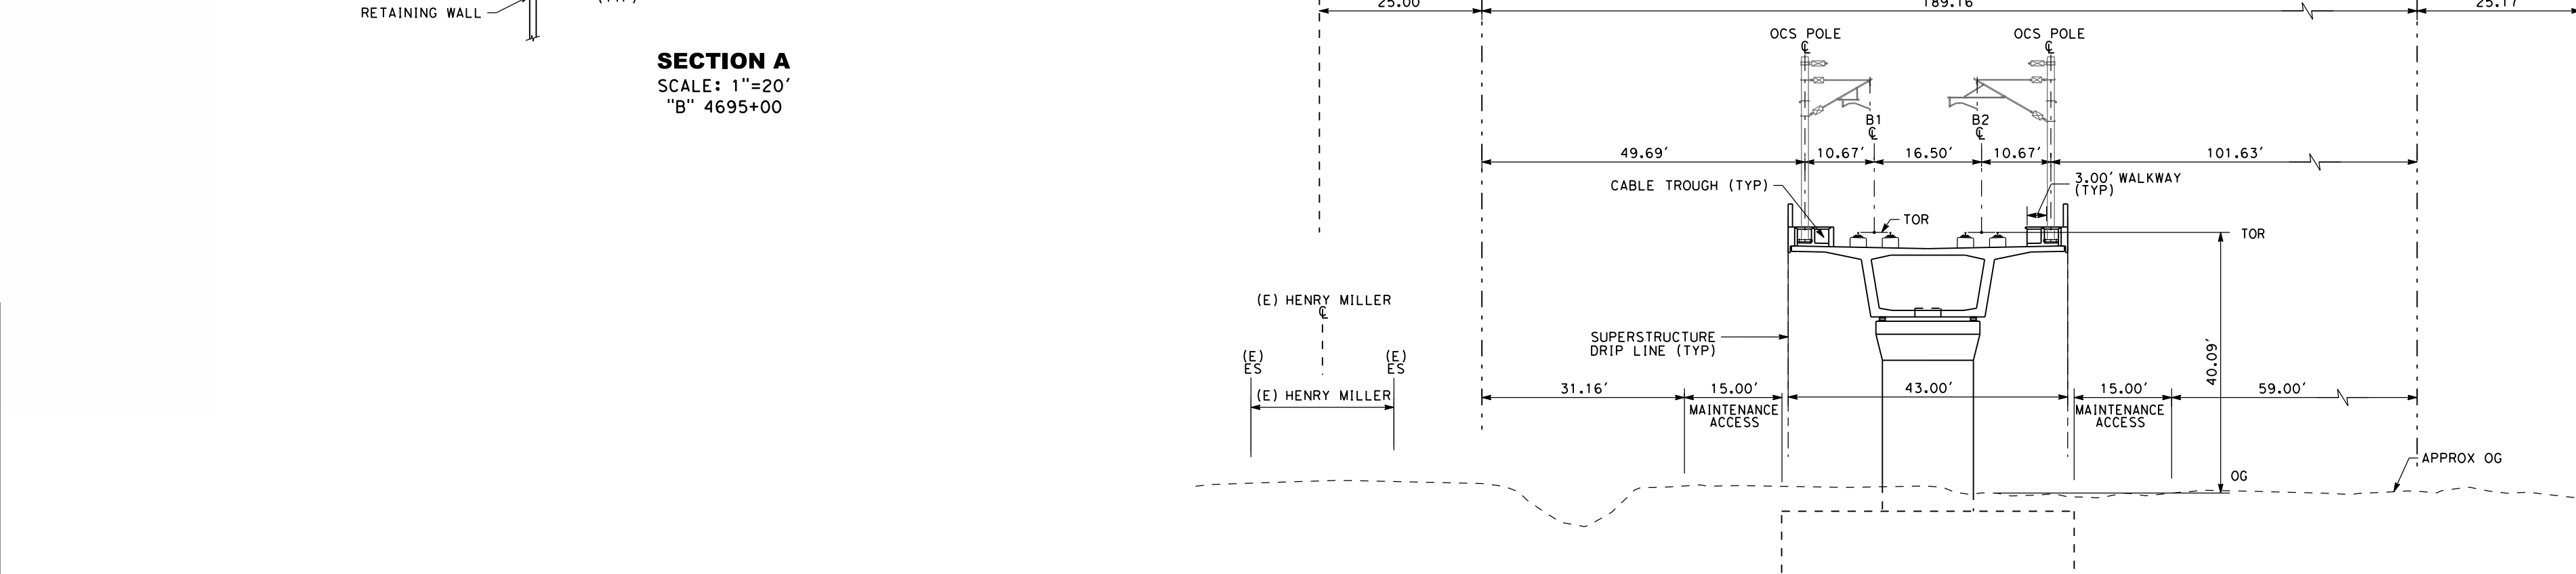 RETAINING WALL
(TYP)
SECTION A
SCALE: 1"=20'
"B" 4695+00
25.00
189.16
25.17
OCS POLE
℄
OCS POLE
℄
B1
℄
B2
℄
49.69'
10.67'
16.50'
10.67'
101.63'
CABLE TROUGH (TYP)
3.00' WALKWAY
(TYP)
TOR
TOR
(E) HENRY MILLER
℄
SUPERSTRUCTURE
DRIP LINE (TYP)
40.09'
(E)
ES
(E)
ES
(E) HENRY MILLER
31.16'
15.00'
MAINTENANCE
ACCESS
43.00'
15.00'
MAINTENANCE
ACCESS
59.00'
APPROX OG
OG